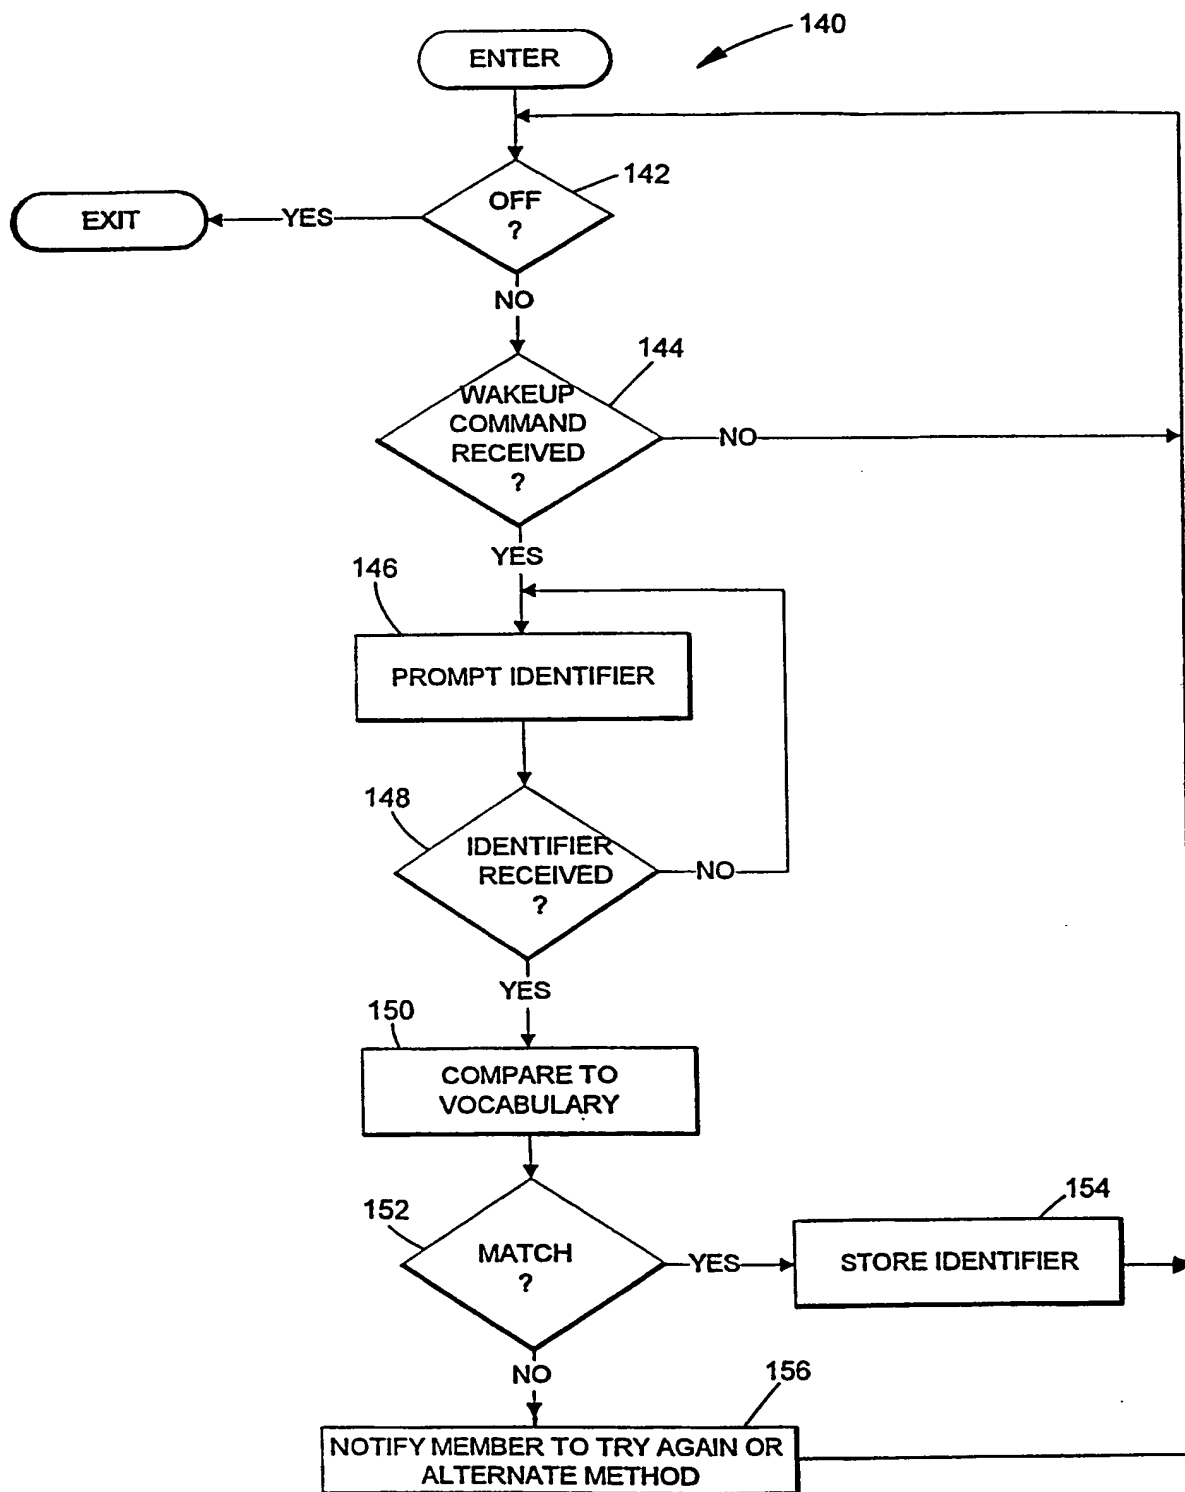 140
ENTER
142
OFF
?
YES
EXIT
NO
144
WAKEUP
COMMAND
RECEIVED
?
NO
YES
146
PROMPT IDENTIFIER
148
IDENTIFIER
RECEIVED
?
NO
YES
150
COMPARE TO
VOCABULARY
152
MATCH
?
YES
154
STORE IDENTIFIER
NO
156
NOTIFY MEMBER TO TRY AGAIN OR
ALTERNATE METHOD